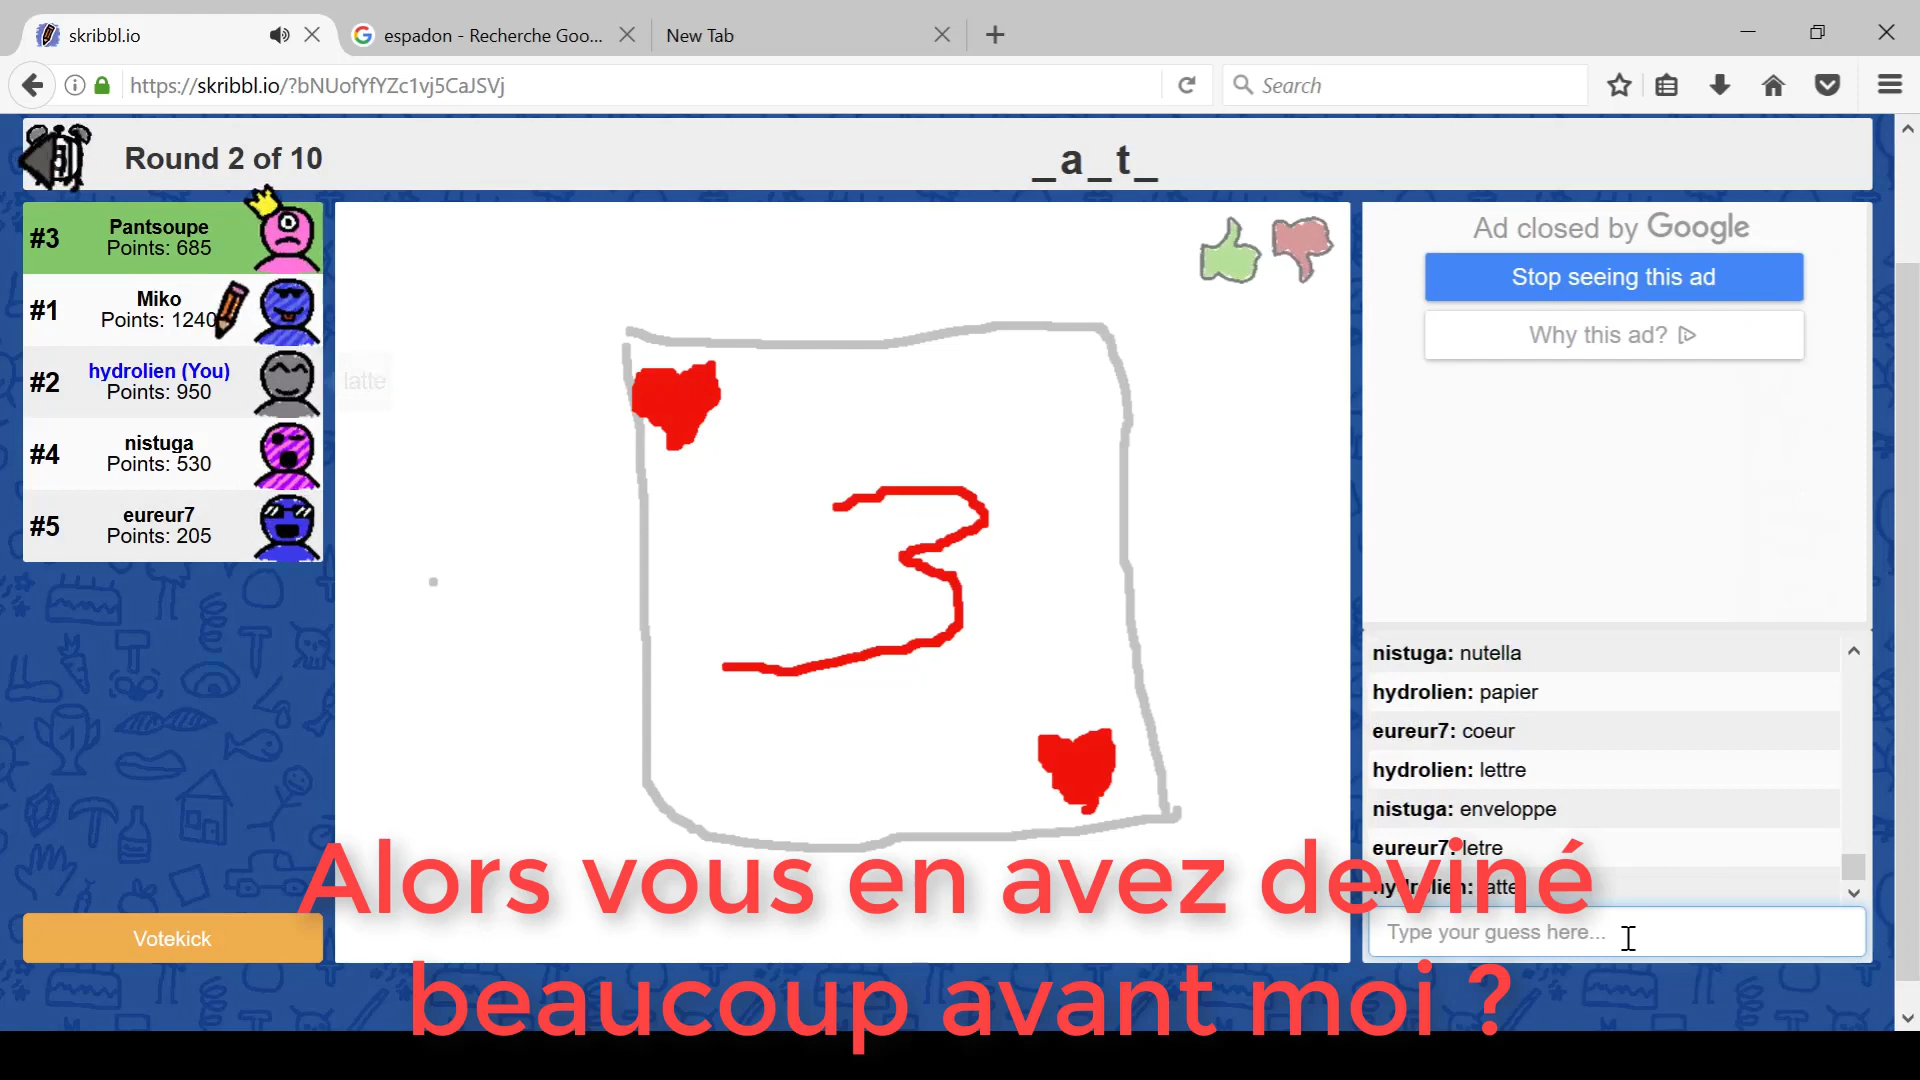 skribbl.io
espadon - Recherche Goo...
New Tab
https://skribbl.io/?bNUofYfYZc1vj5CaJSVj
Search
Round 2 of 10
_a_t_
#3 Pantsoupe
Points: 685
#1 Miko
Points: 1240
#2 hydrolien (You)
Points: 950
#4 nistuga
Points: 530
#5 eureur7
Points: 205
Votekick
latte
3
Ad closed by Google
Stop seeing this ad
Why this ad?
nistuga: nutella
hydrolien: papier
eureur7: coeur
hydrolien: lettre
nistuga: enveloppe
eureur7: letre
hydrolien: latte
Type your guess here...
Alors vous en avez deviné
beaucoup avant moi ?